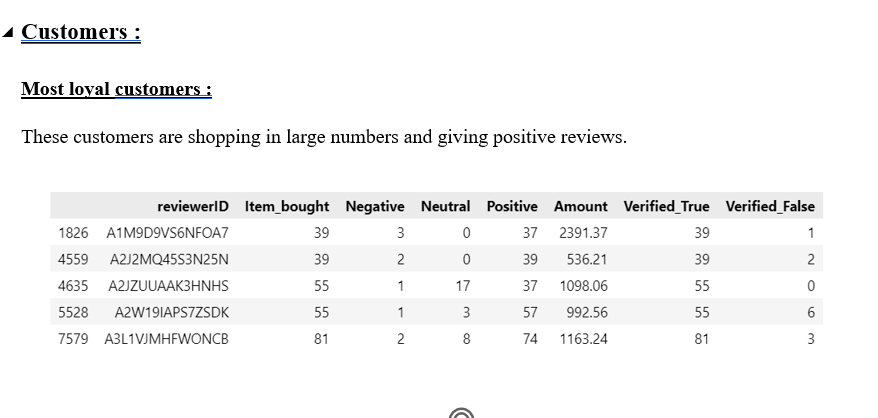 Customers :
Most loyal customers :
These customers are shopping in large numbers and giving positive reviews.
reviewerID Item_bought Negative Neutral Positive Amount Verified_True Verified_False
1826 A1M9D9VS6NFOA7 39 3 0 37 2391.37 39 1
4559 A2J2MQ45S3N25N 39 2 0 39 536.21 39 2
4635 A2JZUUAAK3HNHS 55 1 17 37 1098.06 55 0
5528 A2W19IAPS7ZSDK 55 1 3 57 992.56 55 6
7579 A3L1VJMHFWONCB 81 2 8 74 1163.24 81 3